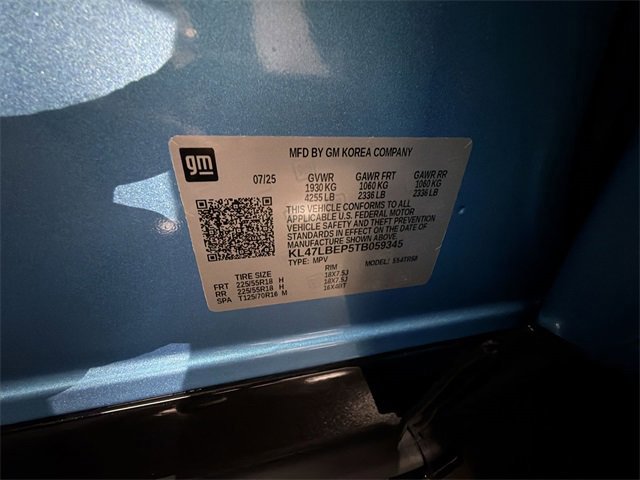 gm
MFD BY GM KOREA COMPANY
07/25 GVWR GAWR FRT GAWR RR
1930 KG 1060 KG 1060 KG
4255 LB 2336 LB 2336 LB
THIS VEHICLE CONFORMS TO ALL
APPLICABLE U.S. FEDERAL MOTOR
VEHICLE SAFETY AND THEFT PREVENTION
STANDARDS IN EFFECT ON THE DATE OF
MANUFACTURE SHOWN ABOVE.
KL47LBEP5TB059345
TYPE: MPV MODEL:
TIRE SIZE RIM
FRT 225/55R18 H 18X7.5J
RR 225/55R18 H 18X7.5J
SPA T125/70R16 M 16X4BT